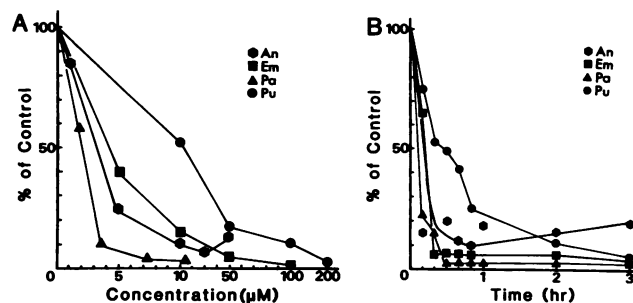 A
100
50
% of Control
0
5
10
50
100
200
Concentration(µM)
An
Em
Pa
Pu
B
100
50
% of Control
0
1
2
3
Time (hr)
An
Em
Pa
Pu